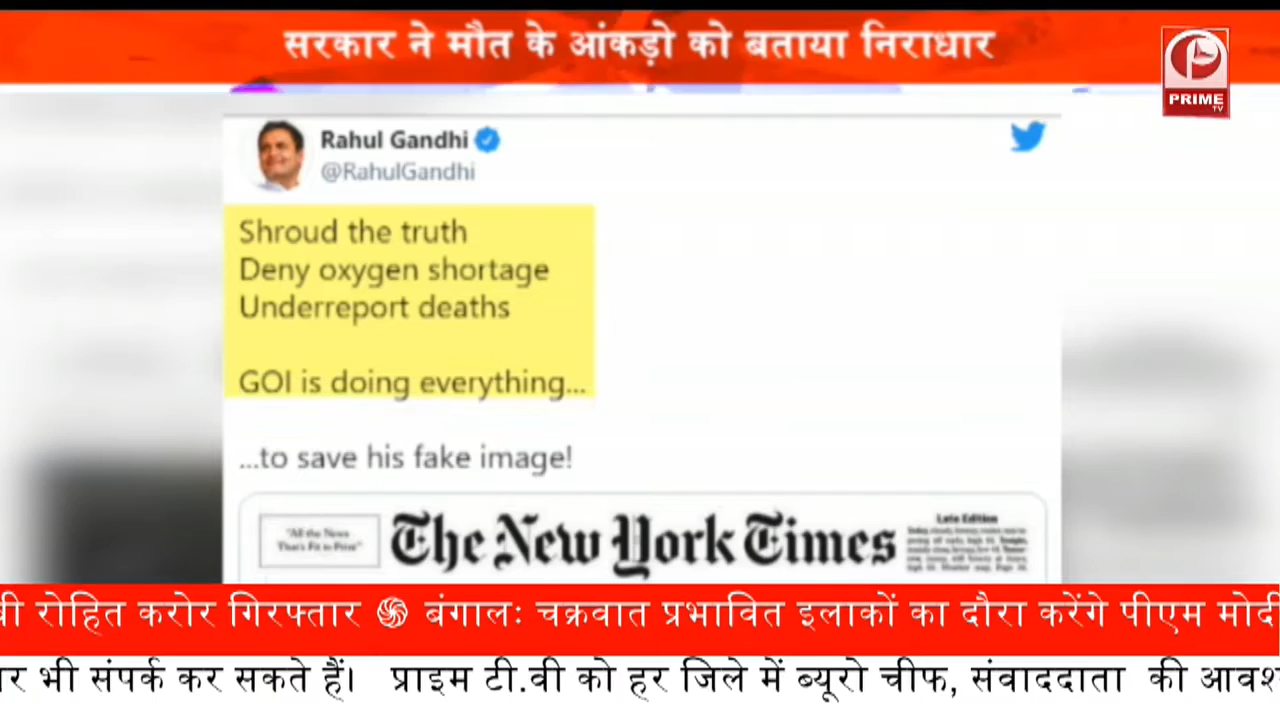 सरकार ने मौत के आंकड़ो को बताया निराधार
PRIME
TV
Rahul Gandhi
@RahulGandhi
Shroud the truth
Deny oxygen shortage
Underreport deaths
GOI is doing everything...
...to save his fake image!
"All the News
That's Fit to Print"
The New York Times
Late Edition
रोहित करोर गिरफ्तार
बंगालः चक्रवात प्रभावित इलाकों का दौरा करेंगे पीएम मोदी
भी संपर्क कर सकते हैं। प्राइम टी.वी को हर जिले में ब्यूरो चीफ, संवाददाता की